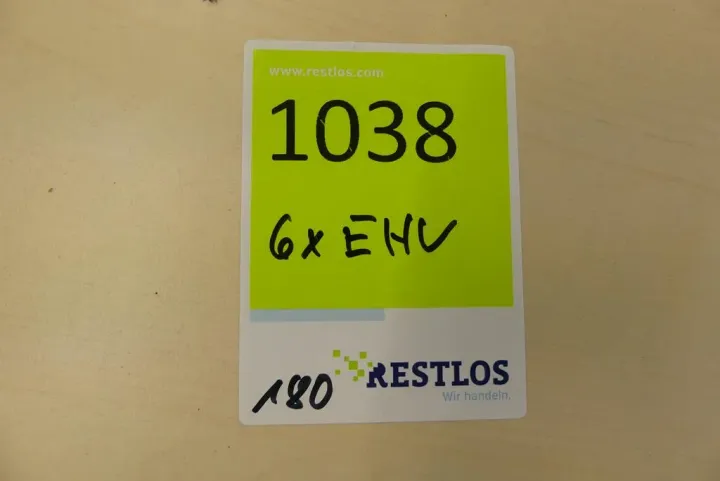 www.restlos.com
1038
6x EHV
RESTLOS
Wir handeln.
180